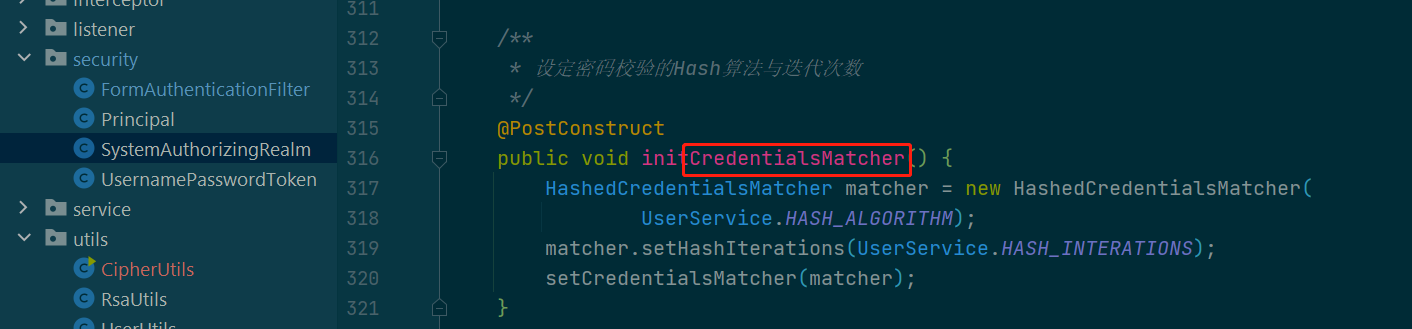 interceptor
listener
security
FormAuthenticationFilter
Principal
SystemAuthorizingRealm
UsernamePasswordToken
service
utils
CipherUtils
RsaUtils
UserUtils
311
312 /**
313 * 设定密码校验的Hash算法与迭代次数
314 */
315 @PostConstruct
316 public void initCredentialsMatcher() {
317 HashedCredentialsMatcher matcher = new HashedCredentialsMatcher(
318 UserService.HASH_ALGORITHM);
319 matcher.setHashIterations(UserService.HASH_INTERATIONS);
320 setCredentialsMatcher(matcher);
321 }